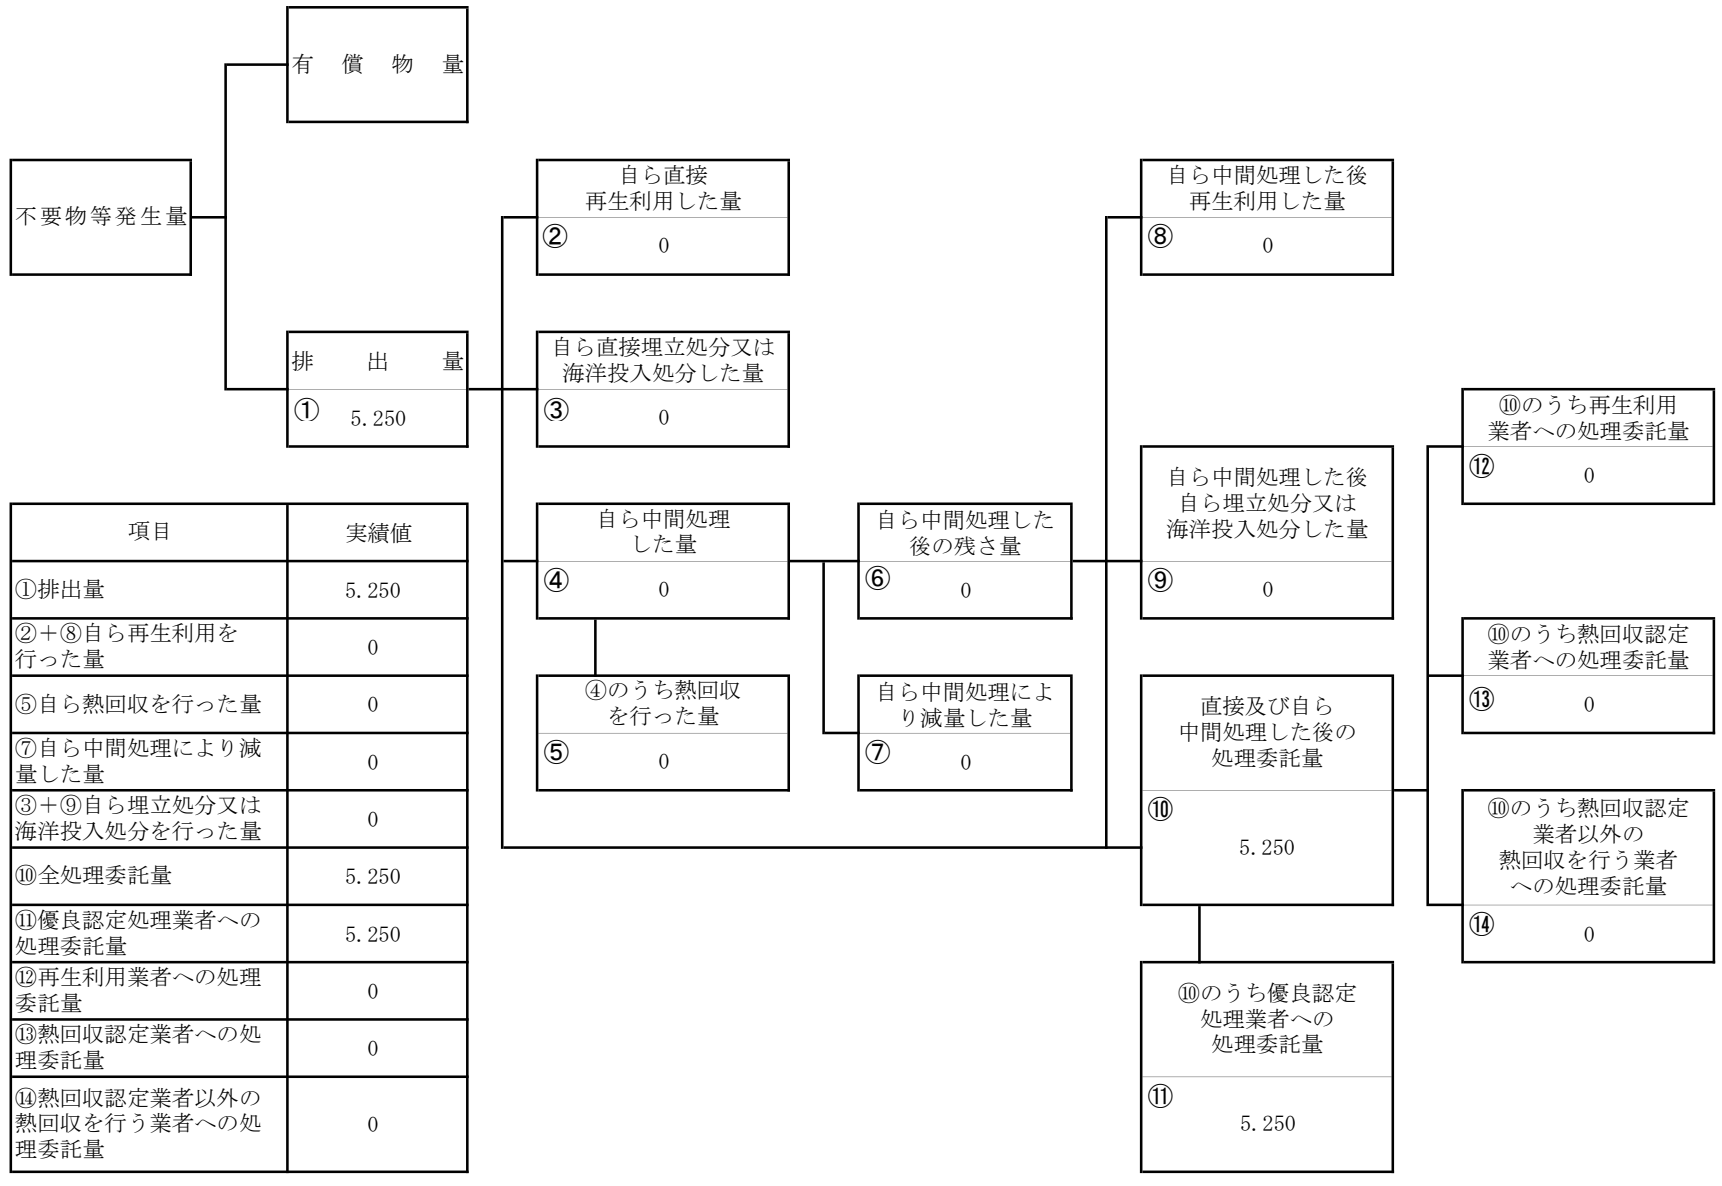 有償物量
不要物等発生量
排出量
①
5.250
自ら直接
再生利用した量
②
0
自ら直接埋立処分又は
海洋投入処分した量
③
0
自ら中間処理
した量
④
0
④のうち熱回収
を行った量
⑤
0
自ら中間処理した
後の残さ量
⑥
0
自ら中間処理によ
り減量した量
⑦
0
自ら中間処理した後
再生利用した量
⑧
0
自ら中間処理した後
自ら埋立処分又は
海洋投入処分した量
⑨
0
直接及び自ら
中間処理した後の
処理委託量
⑩
5.250
⑩のうち優良認定
処理業者への
処理委託量
⑪
5.250
⑩のうち再生利用
業者への処理委託量
⑫
0
⑩のうち熱回収認定
業者への処理委託量
⑬
0
⑩のうち熱回収認定
業者以外の
熱回収を行う業者
への処理委託量
⑭
0
項目 実績値
①排出量 5.250
②＋⑧自ら再生利用を
行った量
0
⑤自ら熱回収を行った量 0
⑦自ら中間処理により減
量した量
0
③＋⑨自ら埋立処分又は
海洋投入処分を行った量
0
⑩全処理委託量 5.250
⑪優良認定処理業者への
処理委託量
5.250
⑫再生利用業者への処理
委託量
0
⑬熱回収認定業者への処
理委託量
0
⑭熱回収認定業者以外の
熱回収を行う業者への処
理委託量
0